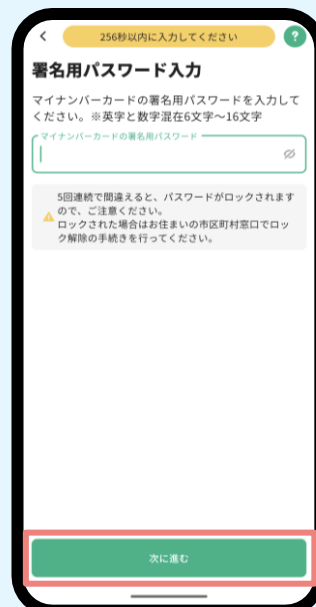 256秒以内に入力してください
?
署名用パスワード入力
マイナンバーカードの署名用パスワードを入力して
ください。※英字と数字混在6文字〜16文字
マイナンバーカードの署名用パスワード
5回連続で間違えると、パスワードがロックされます
ので、ご注意ください。
ロックされた場合はお住まいの市区町村窓口でロッ
ク解除の手続きを行ってください。
次に進む